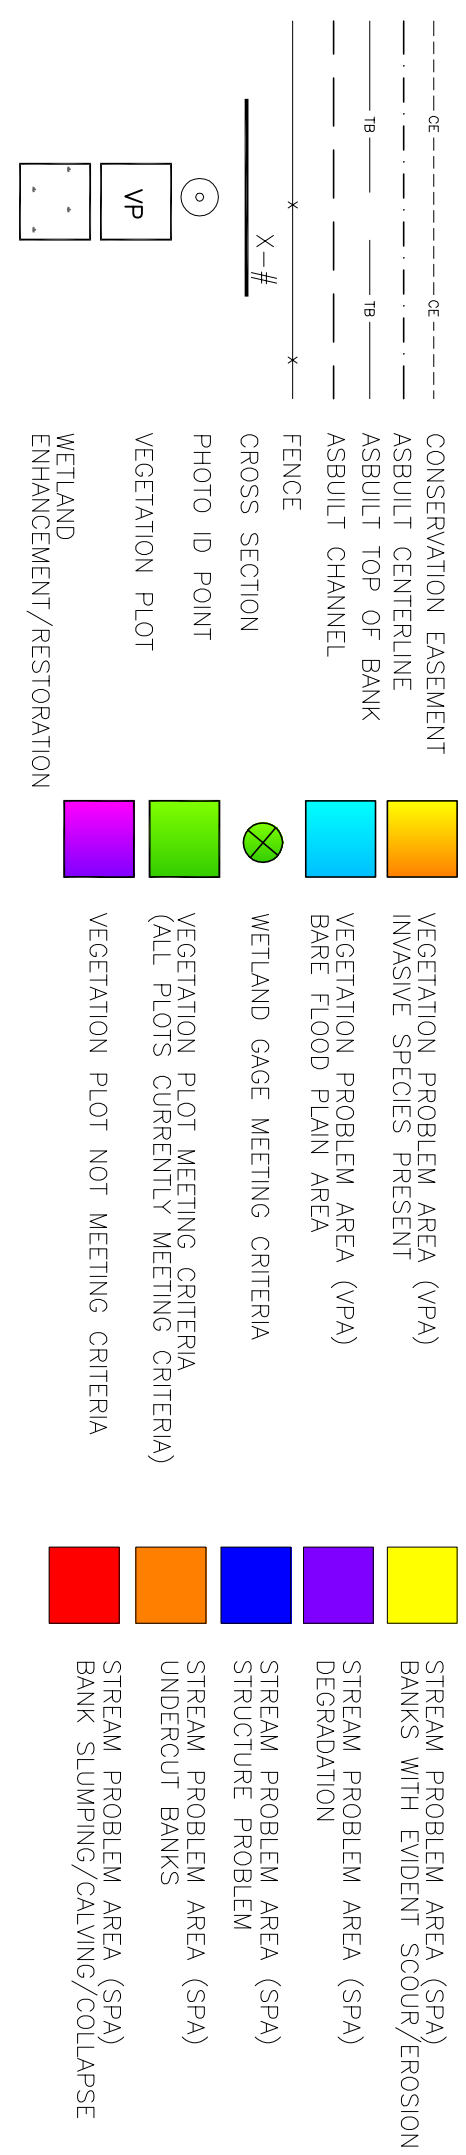 CE
CE
CONSERVATION EASEMENT
ASBUILT CENTERLINE
TB
TB
ASBUILT TOP OF BANK
ASBUILT CHANNEL
X
X
FENCE
X-#
CROSS SECTION
PHOTO ID POINT
VP
VEGETATION PLOT
WETLAND
ENHANCEMENT/RESTORATION
VEGETATION PROBLEM AREA (VPA)
INVASIVE SPECIES PRESENT
VEGETATION PROBLEM AREA (VPA)
BARE FLOOD PLAIN AREA
WETLAND GAGE MEETING CRITERIA
VEGETATION PLOT MEETING CRITERIA
(ALL PLOTS CURRENTLY MEETING CRITERIA)
VEGETATION PLOT NOT MEETING CRITERIA
STREAM PROBLEM AREA (SPA)
BANKS WITH EVIDENT SCOUR/EROSION
STREAM PROBLEM AREA (SPA)
DEGRADATION
STREAM PROBLEM AREA (SPA)
STRUCTURE PROBLEM
STREAM PROBLEM AREA (SPA)
UNDERCUT BANKS
STREAM PROBLEM AREA (SPA)
BANK SLUMPING/CALVING/COLLAPSE